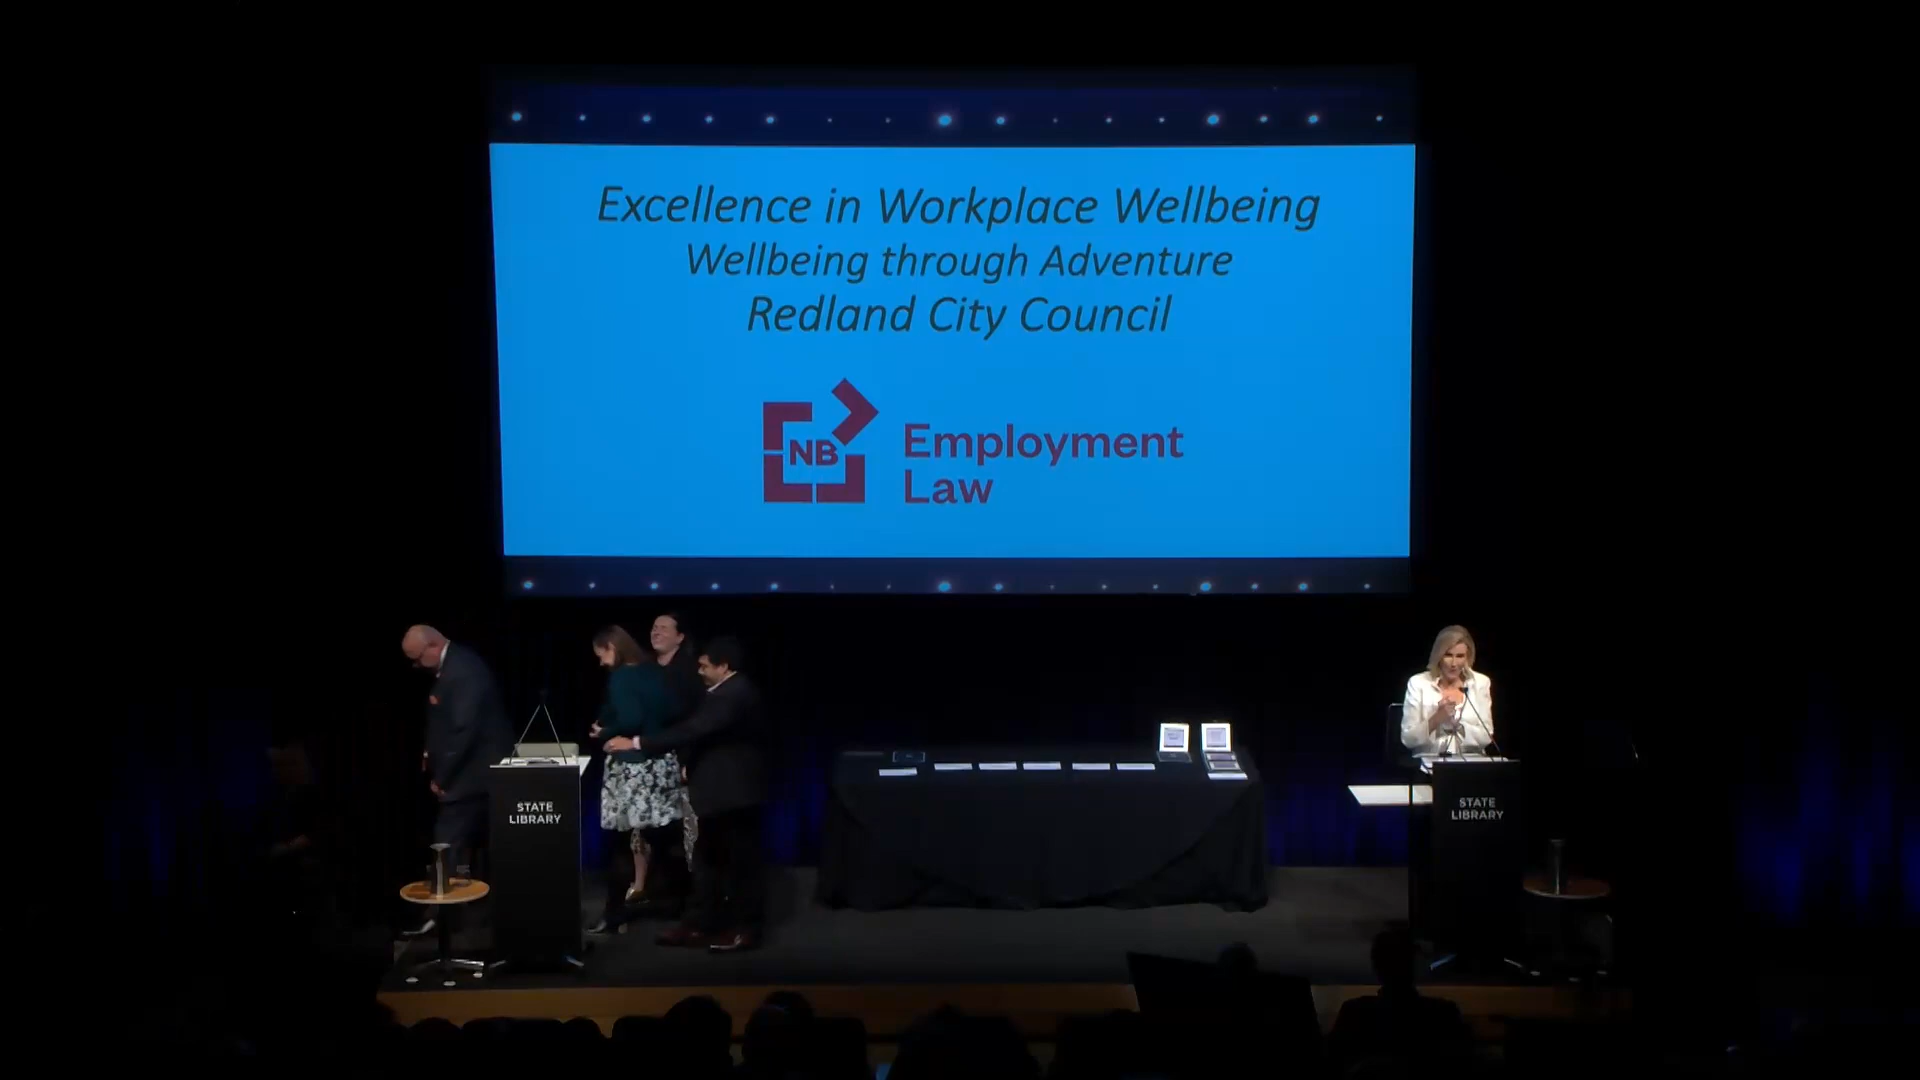 Excellence in Workplace Wellbeing
Wellbeing through Adventure
Redland City Council
NB
Employment
Law
STATE
LIBRARY
STATE
LIBRARY